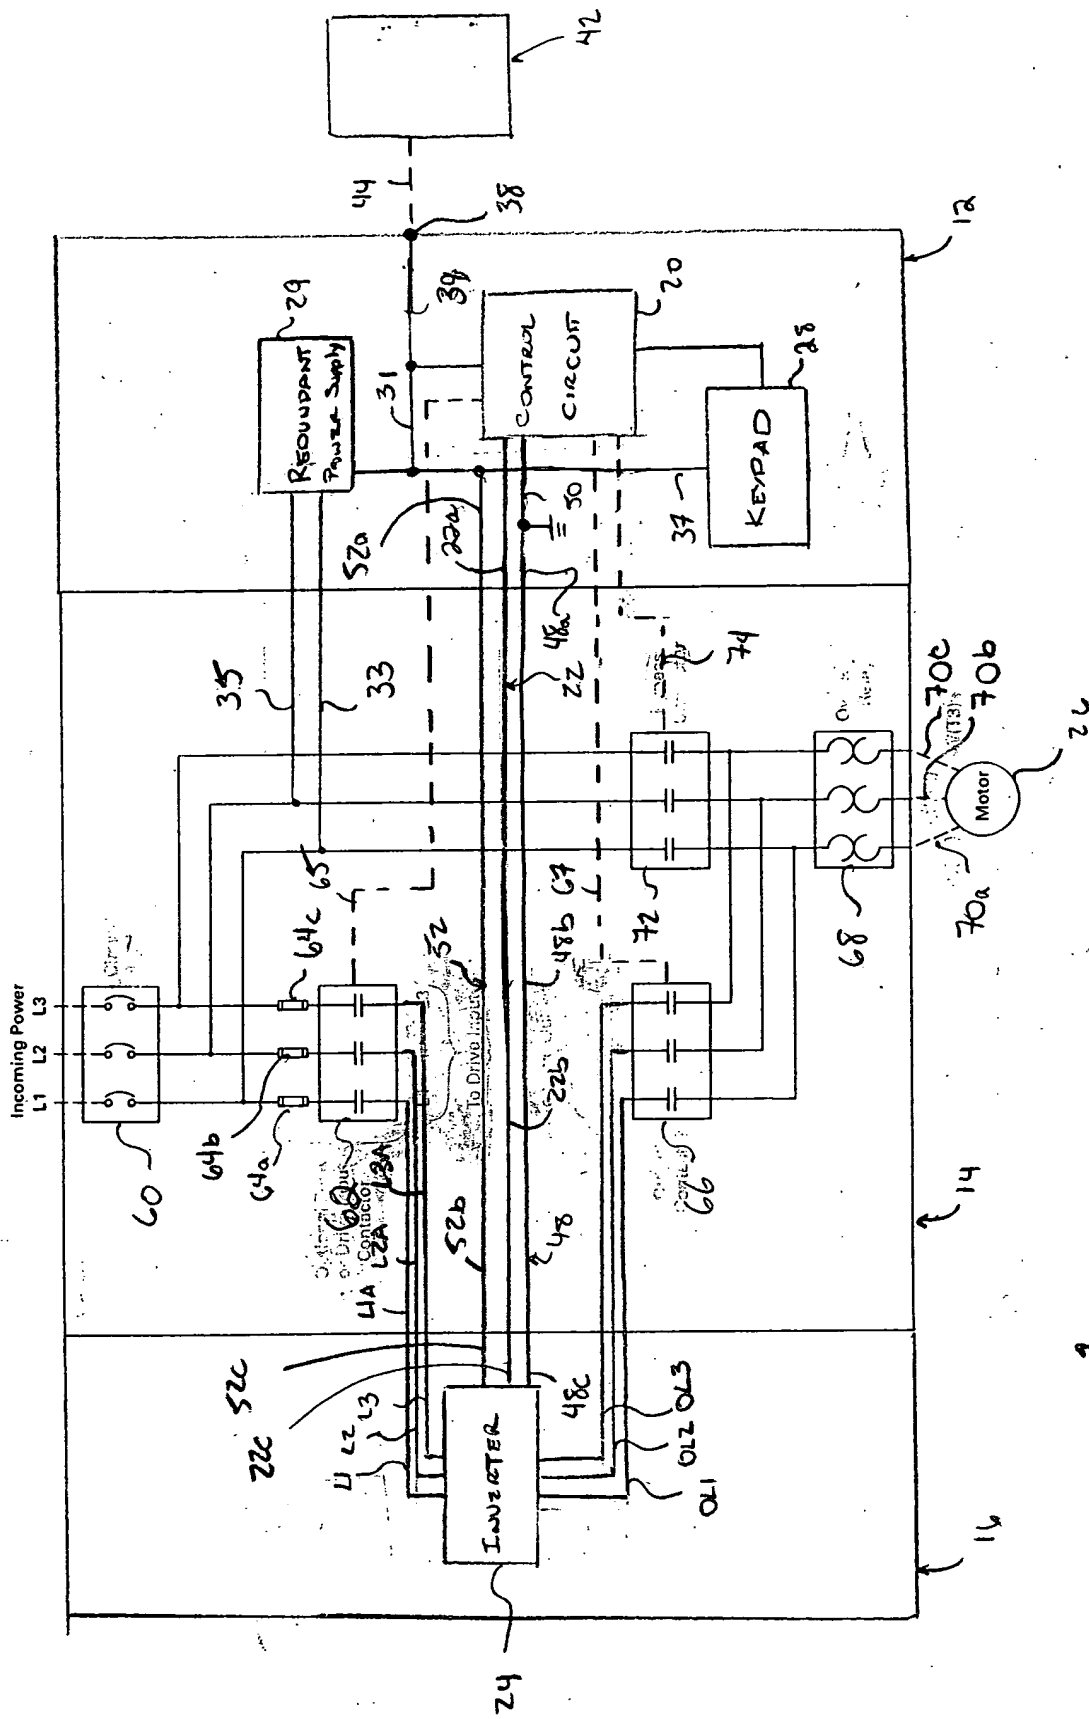 42
44
38
12
39
29
REDUNDANT
POWER Supply
31
CONTROL
CIRCUIT
20
28
KEYPAD
37
50
52a
22a
48a
35
33
22
74
70c
70b
26
Motor
70a
68
72
67
65
64c
52
48b
Incoming Power
L3
L2
L1
To Drive Input
22b
64b
64a
60
62
Contactor
L3A
L2A
L1A
52b
48
66
14
52c
22c
L3
L2
L1
48c
INVERTER
OL3
OL2
OL1
24
16